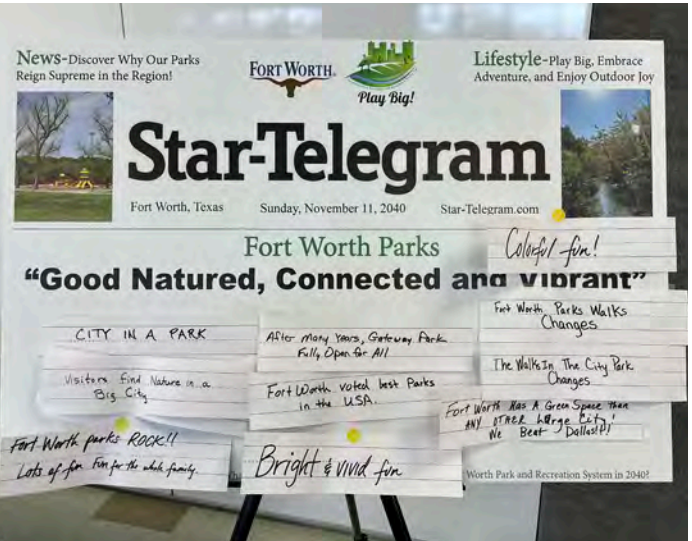 News-Discover Why Our Parks
Reign Supreme in the Region!
FORT WORTH®
Play Big!
Lifestyle-Play Big, Embrace
Adventure, and Enjoy Outdoor Joy
Star-Telegram
Fort Worth, Texas
Sunday, November 11, 2040
Star-Telegram.com
Fort Worth Parks
"Good Natured, Connected and Vibrant"
Colorful fun!
Fort Worth Parks Walks
Changes
The Walks In The City Park
Changes
CITY IN A PARK
Visitors find Nature in a
Big City
After Many Years, Gateway Park
Fully Open for All
Fort Worth voted best Parks
in the USA.
Fort Worth Has A Green Space than
ANY OTHER Large City!
We Beat Dallas!!!
Fort Worth parks ROCK!!
Lots of fun Fun for the whole family.
Bright & vivid fun
Worth Park and Recreation System in 2040?